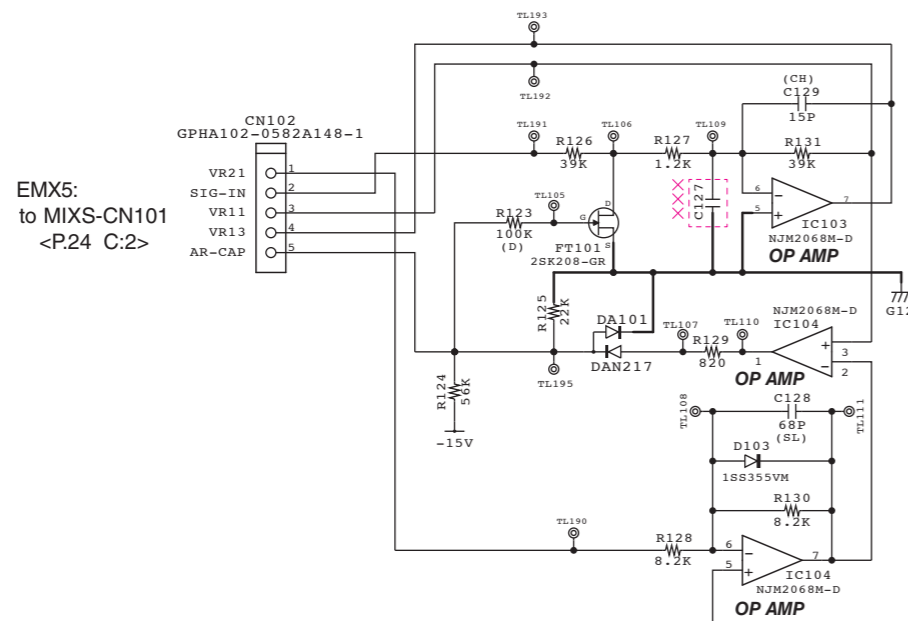 TL193
TL192
CN102
GPHA102-0582A148-1
EMX5:
to MIXS-CN101
<P.24 C:2>
VR21
1
SIG-IN
2
VR11
3
VR13
4
AR-CAP
5
TL191
R126
39K
TL106
R127
1.2K
TL109
(CH)
C129
15P
R131
39K
TL105
R123
100K
(D)
G
D
S
FT101
2SK208-GR
C127
6
5
7
IC103
NJM2068M-D
OP AMP
R125
22K
DA101
DAN217
TL107
R129
820
TL110
1
NJM2068M-D
IC104
3
2
OP AMP
TL195
R124
56K
-15V
TL108
C128
68P
(SL)
TL111
D103
1SS355VM
R130
8.2K
TL190
R128
8.2K
6
5
7
IC104
NJM2068M-D
OP AMP